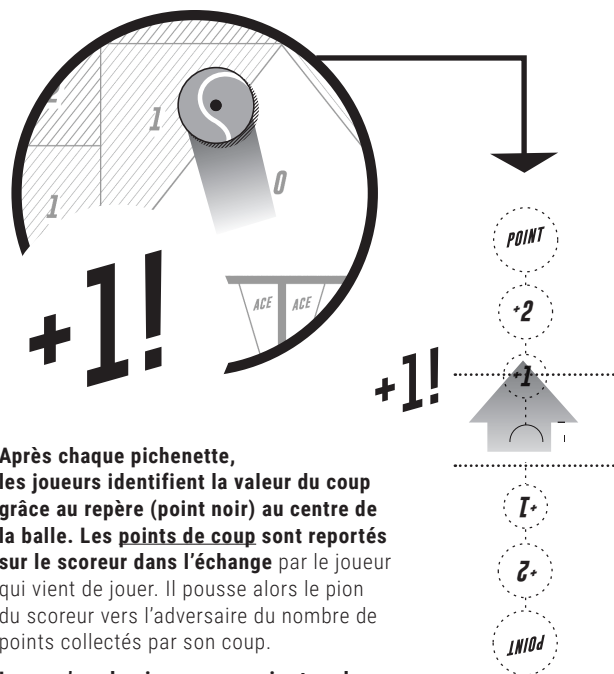 1
1
0
ACE
ACE
+1!
POINT
+2
+1
+1!
+1
+2
POINT
Après chaque pichenette,
les joueurs identifient la valeur du coup
grâce au repère (point noir) au centre de
la balle. Les points de coup sont reportés
sur le scoreur dans l’échange par le joueur
qui vient de jouer. Il pousse alors le pion
du scoreur vers l’adversaire du nombre de
points collectés par son coup.